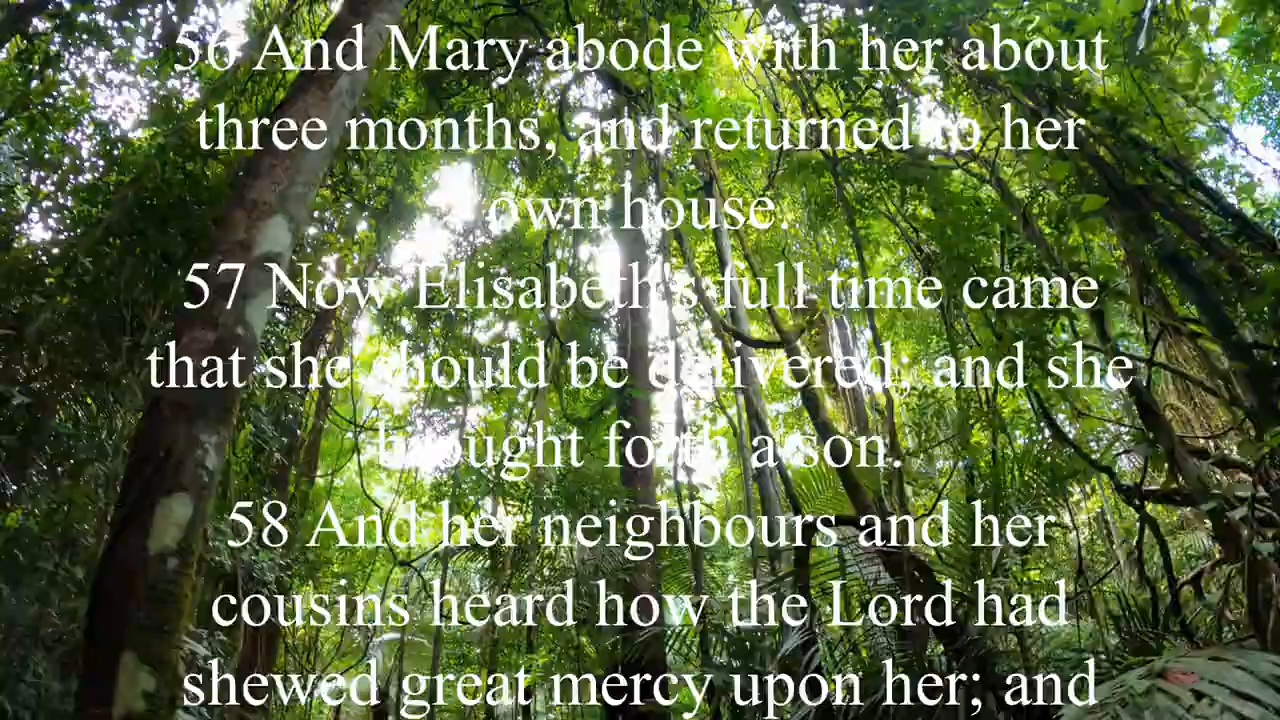 56 And Mary abode with her about
three months, and returned to her
own house.
57 Now Elisabeth's full time came
that she should be delivered; and she
brought forth a son.
58 And her neighbours and her
cousins heard how the Lord had
shewed great mercy upon her; and